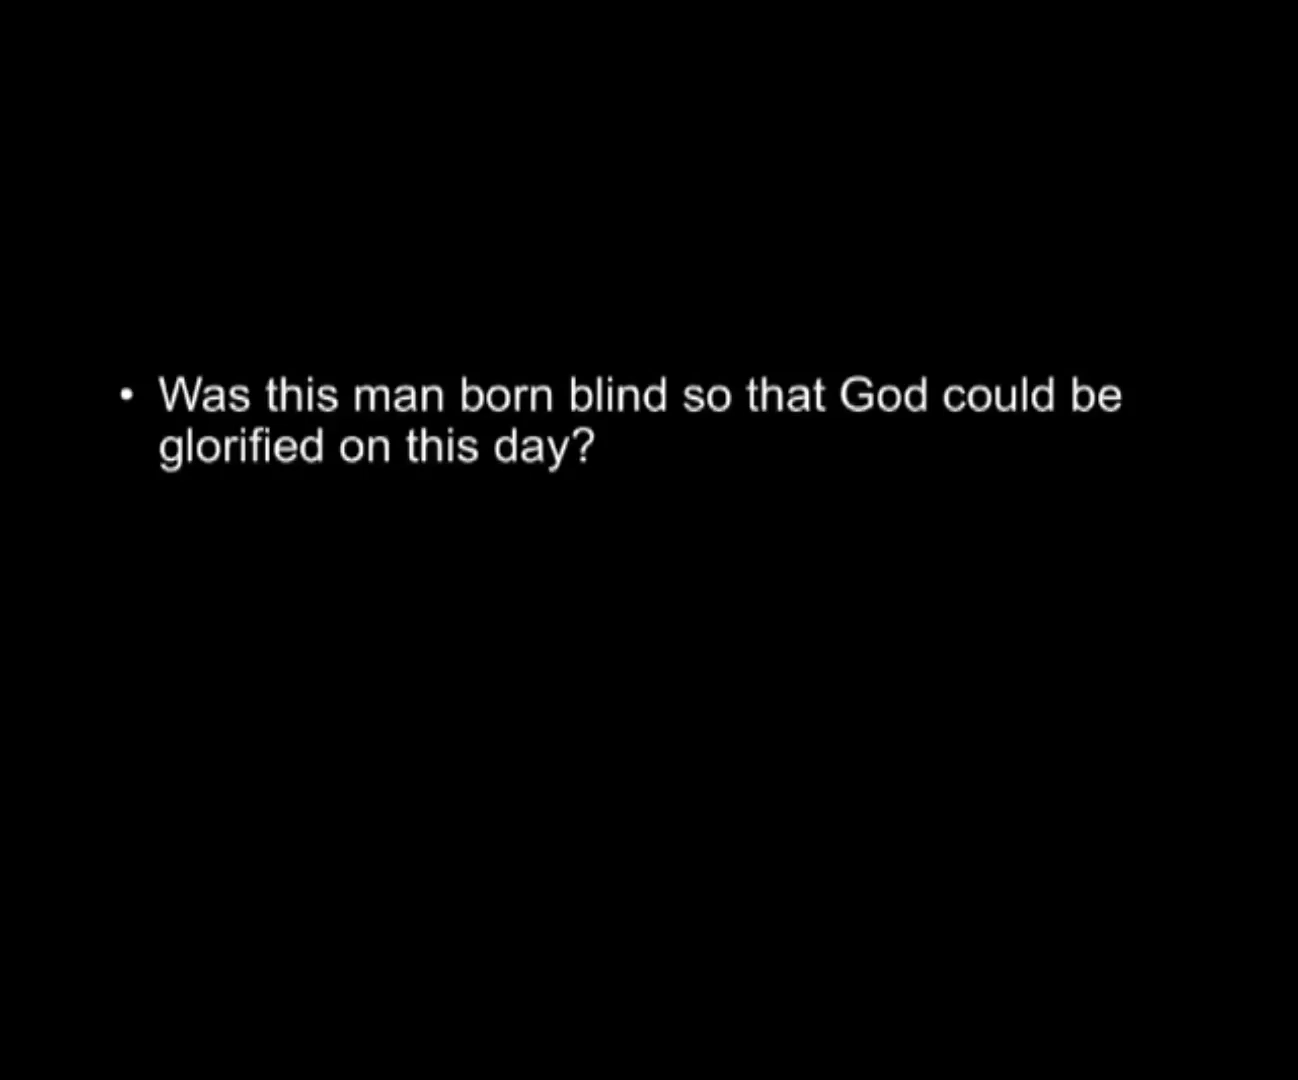 • Was this man born blind so that God could be
glorified on this day?